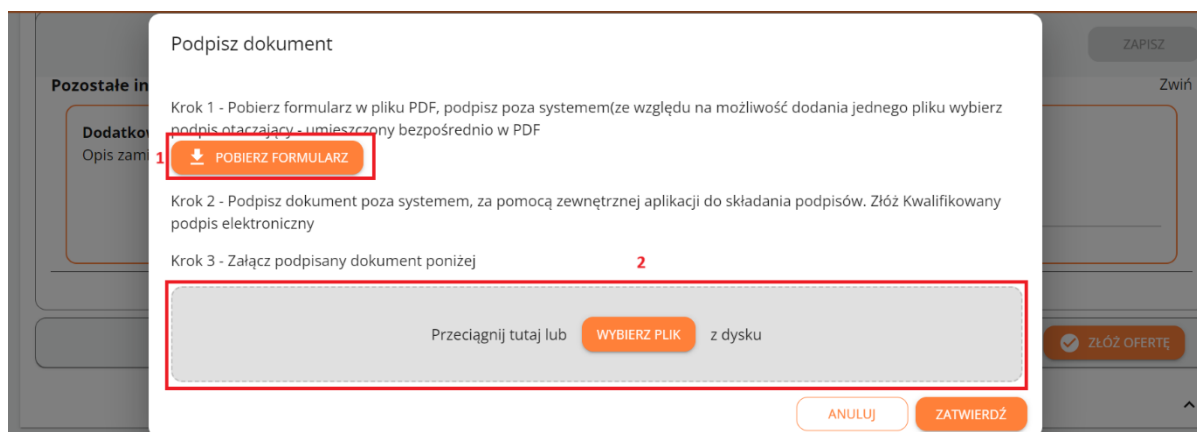 Podpisz dokument
ZAPISZ
Pozostałe in
Zwiń
Krok 1 - Pobierz formularz w pliku PDF, podpisz poza systemem(ze względu na możliwość dodania jednego pliku wybierz
podpis otaczający - umieszczony bezpośrednio w PDF
Dodatkow
Opis zami
1
POBIERZ FORMULARZ
Krok 2 - Podpisz dokument poza systemem, za pomocą zewnętrznej aplikacji do składania podpisów. Złóż Kwalifikowany
podpis elektroniczny
Krok 3 - Załącz podpisany dokument poniżej
2
Przeciągnij tutaj lub WYBIERZ PLIK z dysku
ZŁÓŻ OFERTĘ
ANULUJ
ZATWIERDŹ